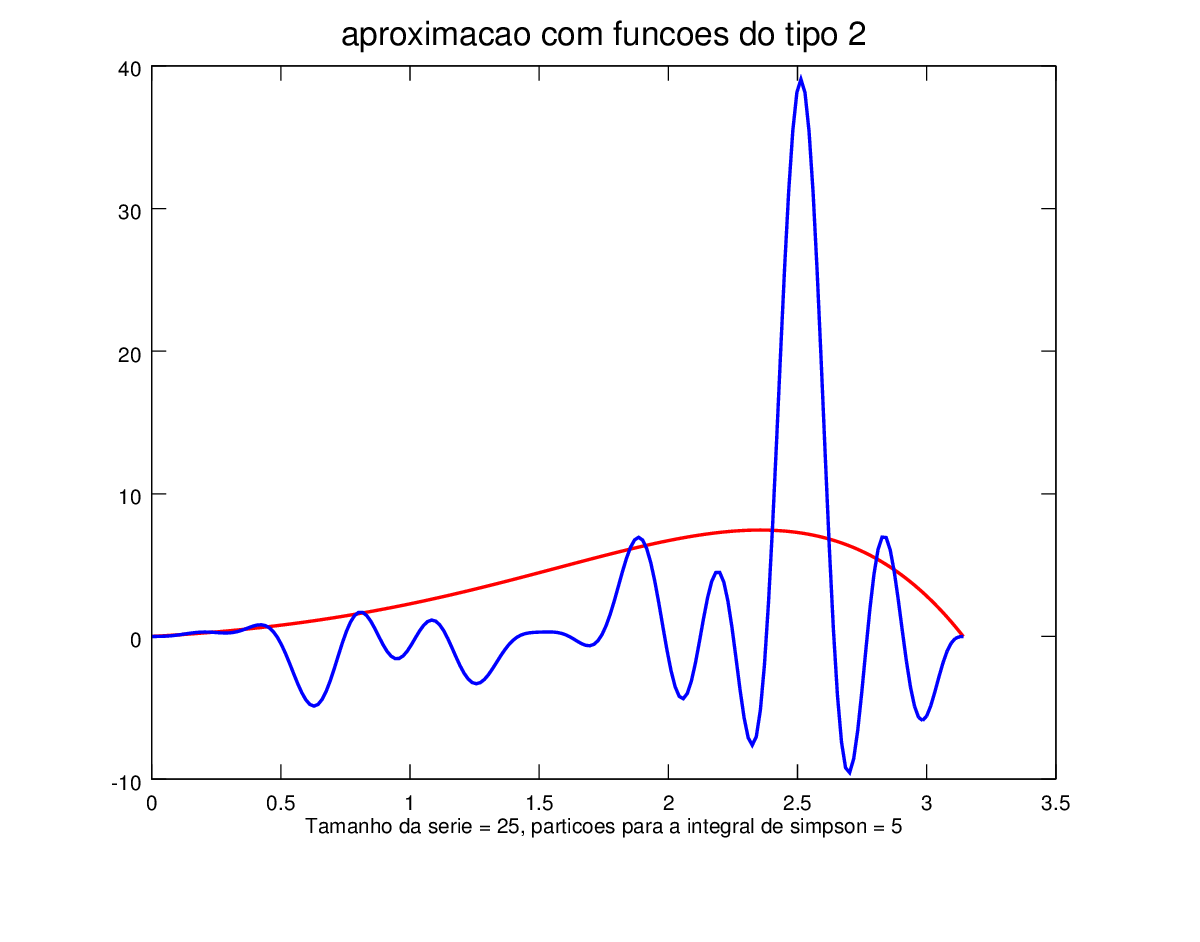 aproximacao com funcoes do tipo 2
40
30
20
10
0
-10
0 0.5 1 1.5 2 2.5 3 3.5
Tamanho da serie = 25, particoes para a integral de simpson = 5